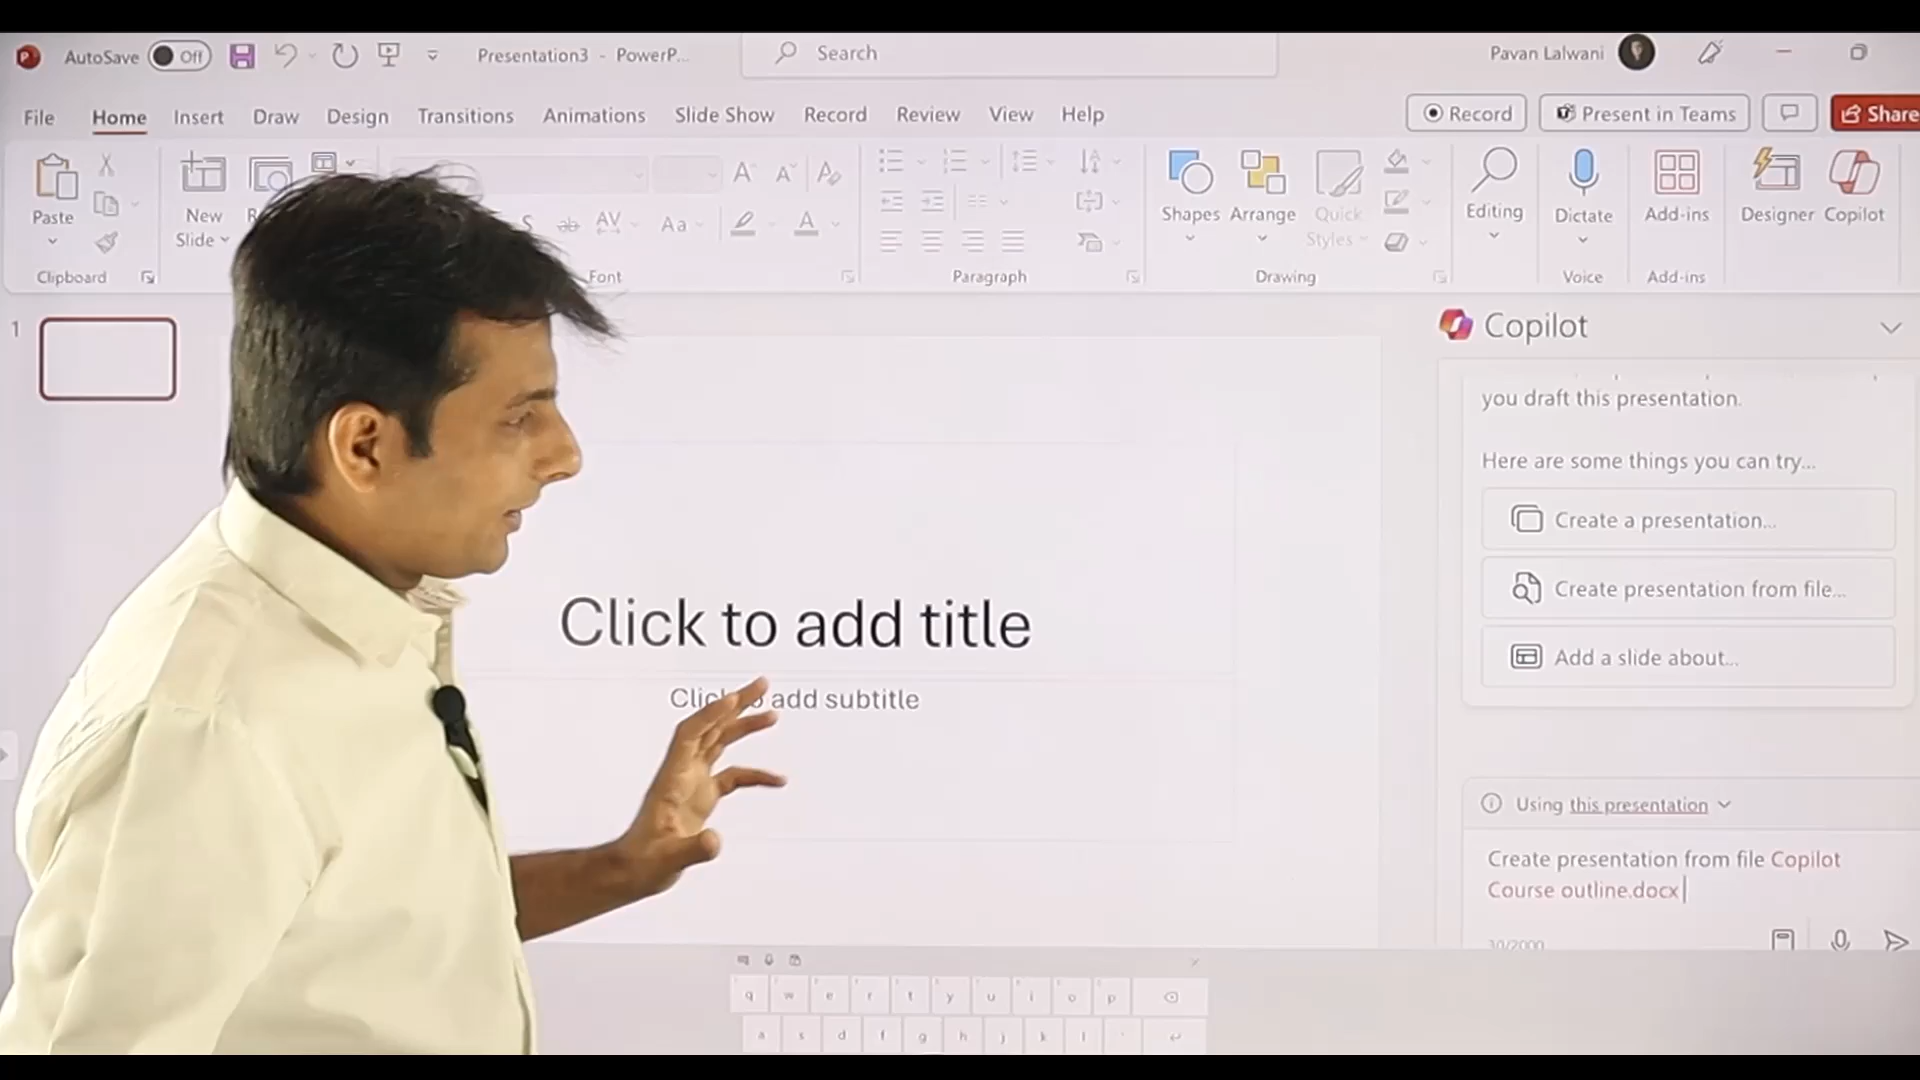 AutoSave Off Presentation3 - PowerP... Search Pavan Lalwani
File Home Insert Draw Design Transitions Animations Slide Show Record Review View Help Record Present in Teams Share
Paste New Slide Shapes Arrange Quick Styles Editing Dictate Add-ins Designer Copilot
Clipboard Font Paragraph Drawing Voice Add-ins
1
Copilot
you draft this presentation.
Here are some things you can try...
Create a presentation...
Create presentation from file...
Add a slide about...
Click to add title
Click to add subtitle
Using this presentation
Create presentation from file Copilot
Course outline.docx
30/2000
q w e r t y u i o p
a s d f g h j k l